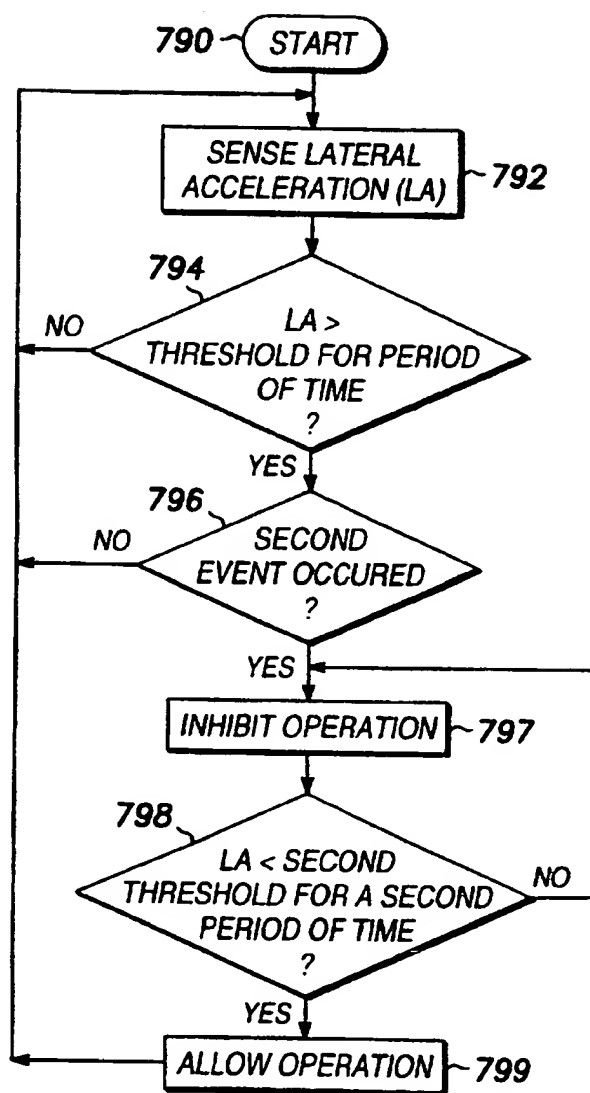 790
START
SENSE LATERAL
ACCELERATION (LA)
792
794
NO
LA >
THRESHOLD FOR PERIOD
OF TIME
?
YES
796
NO
SECOND
EVENT OCCURED
?
YES
INHIBIT OPERATION
797
798
LA < SECOND
THRESHOLD FOR A SECOND
PERIOD OF TIME
?
NO
YES
ALLOW OPERATION
799